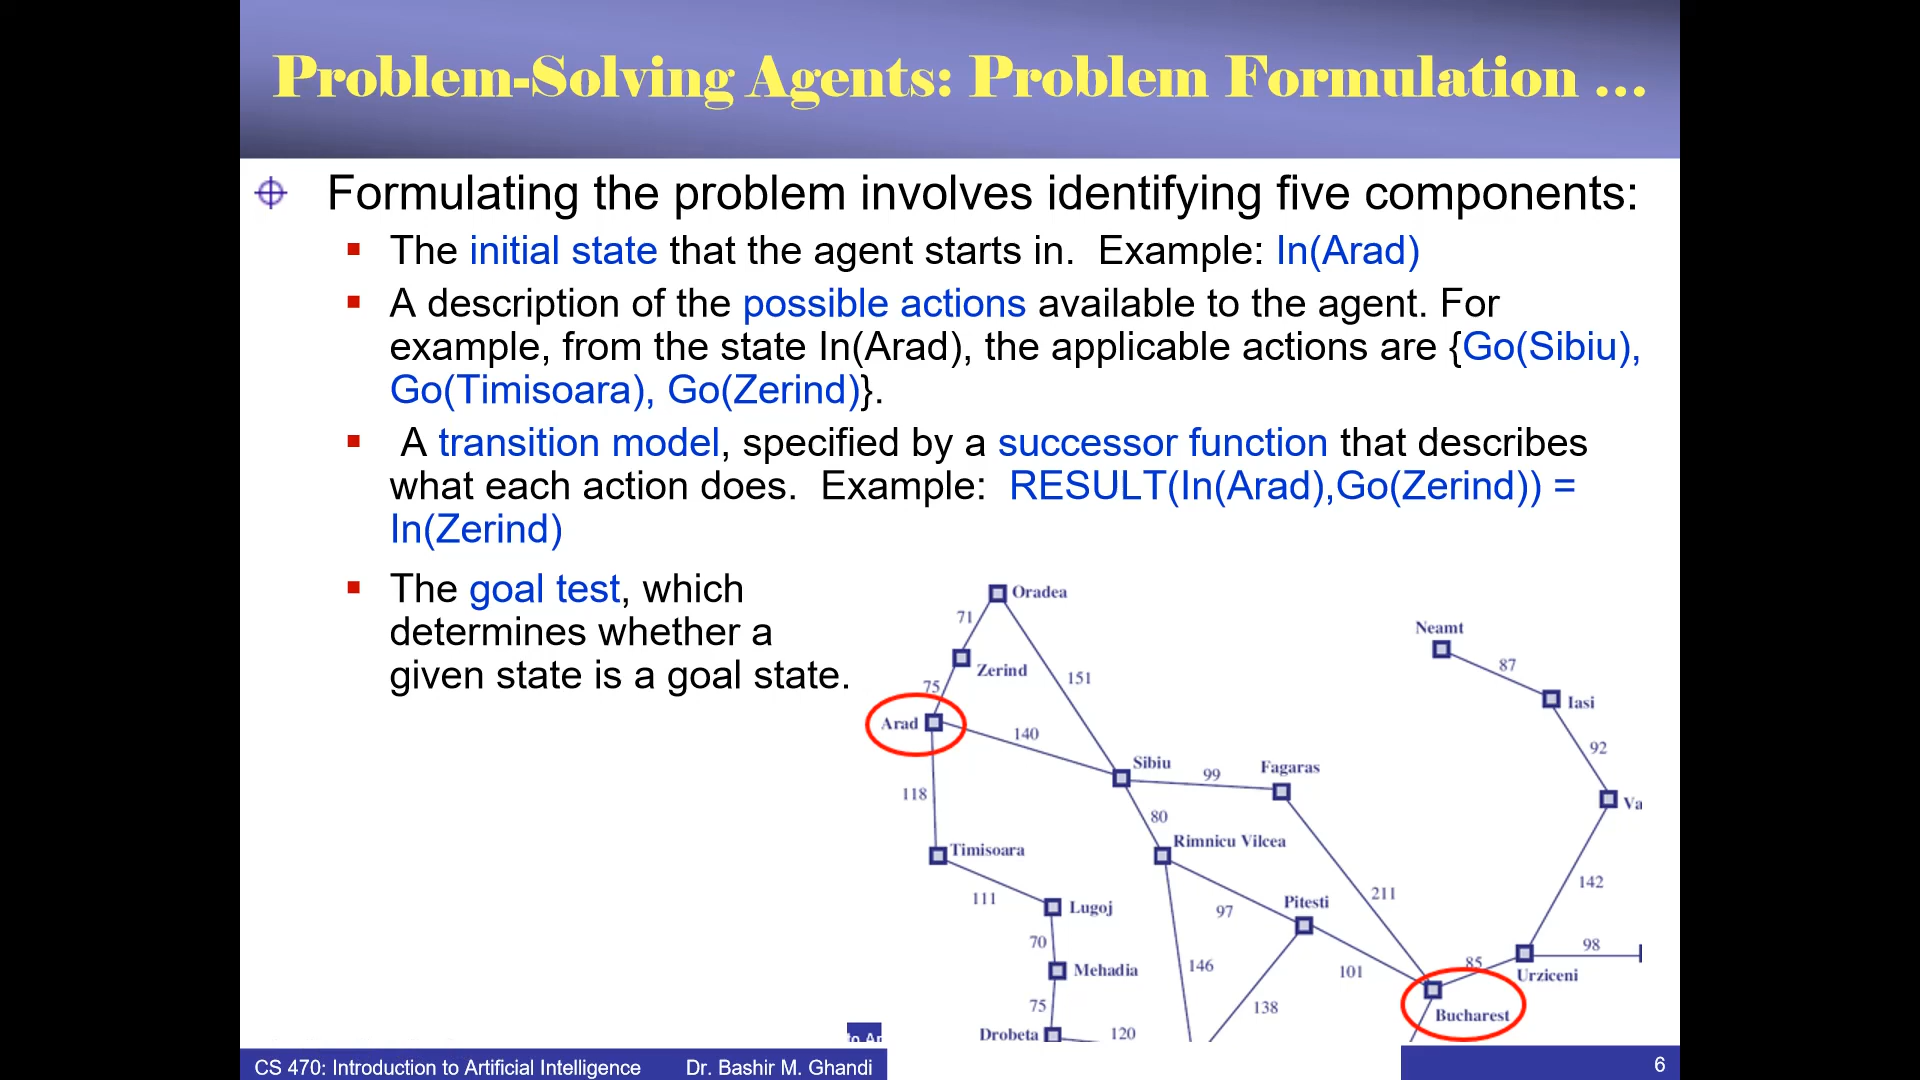 Problem-Solving Agents: Problem Formulation ...
Formulating the problem involves identifying five components:
The initial state that the agent starts in. Example: In(Arad)
A description of the possible actions available to the agent. For
example, from the state In(Arad), the applicable actions are {Go(Sibiu),
Go(Timisoara), Go(Zerind)}.
A transition model, specified by a successor function that describes
what each action does. Example: RESULT(In(Arad),Go(Zerind)) =
In(Zerind)
The goal test, which
determines whether a
given state is a goal state.
Oradea
71
Neamt
Zerind
87
151
75
Iasi
Arad
140
92
Sibiu
Fagaras
99
118
Va
80
Rimnicu Vilcea
Timisoara
142
211
111
Pitesti
Lugoj
97
70
98
146
85
Mehadia
101
Urziceni
75
138
Bucharest
Drobeta
120
CS 470: Introduction to Artificial Intelligence
Dr. Bashir M. Ghandi
6